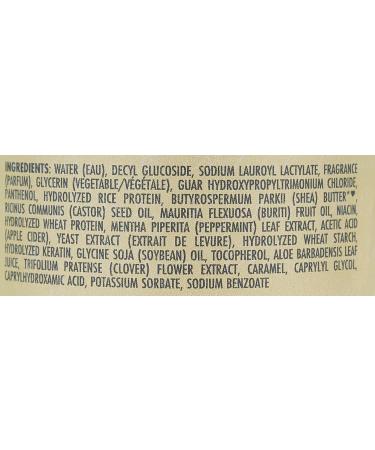 INGREDIENTS: WATER (EAU), DECYL GLUCOSIDE, SODIUM LAUROYL LACTYLATE, FRAGRANCE
(PARFUM), GLYCERIN (VEGETABLE/VÉGÉTALE), GUAR HYDROXYPROPYLTRIMONIUM CHLORIDE,
PANTHENOL, HYDROLYZED RICE PROTEIN, BUTYROSPERMUM PARKII (SHEA) BUTTER*♥,
RICINUS COMMUNIS (CASTOR) SEED OIL, MAURITIA FLEXUOSA (BURITI) FRUIT OIL, NIACIN,
HYDROLYZED WHEAT PROTEIN, MENTHA PIPERITA (PEPPERMINT) LEAF EXTRACT, ACETIC ACID
(APPLE CIDER), YEAST EXTRACT (EXTRAIT DE LEVURE), HYDROLYZED WHEAT STARCH,
HYDROLYZED KERATIN, GLYCINE SOJA (SOYBEAN) OIL, TOCOPHEROL, ALOE BARBADENSIS LEAF
JUICE, TRIFOLIUM PRATENSE (CLOVER) FLOWER EXTRACT, CARAMEL, CAPRYLYL GLYCOL,
CAPRYLHYDROXAMIC ACID, POTASSIUM SORBATE, SODIUM BENZOATE